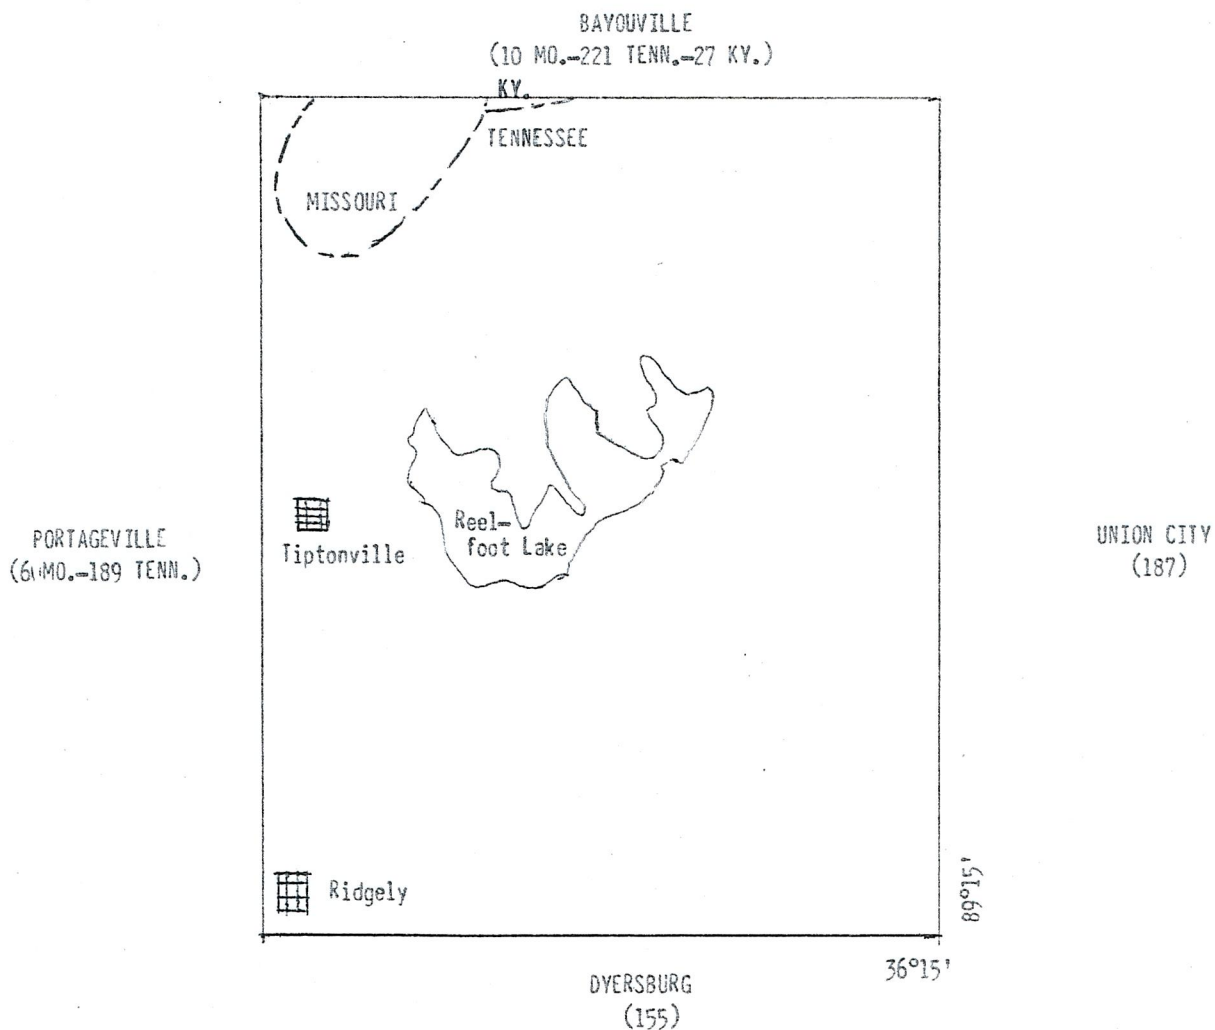 BAYOUVILLE
(10 MO.-221 TENN.-27 KY.)
KY.
TENNESSEE
MISSOURI
Reel-
foot Lake
Tiptonville
PORTAGEVILLE
MO.-189 TENN.)
UNION CITY
(187)
Ridgely
89°15'
36°15'
DYERSBURG
(155)